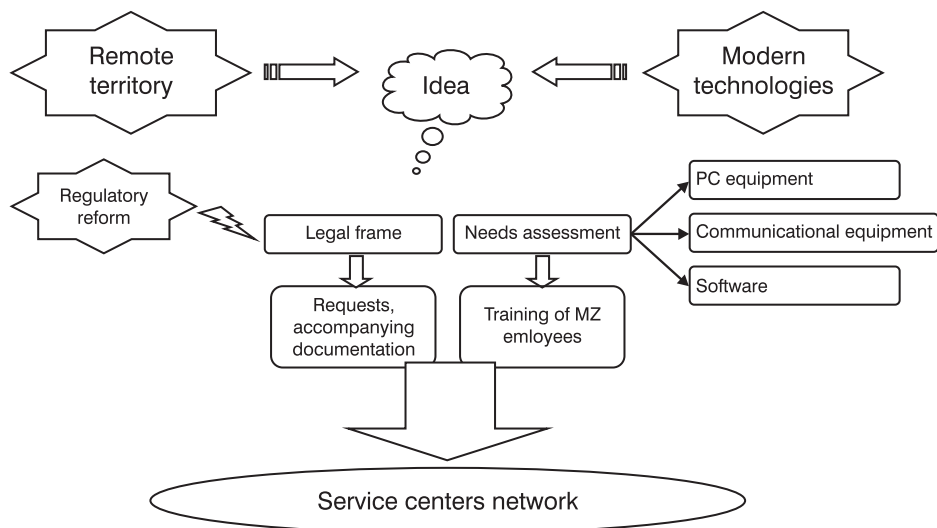 Remote
territory
Idea
Modern
technologies
Regulatory
reform
Legal frame
Needs assessment
PC equipment
Communicational equipment
Software
Requests,
accompanying
documentation
Training of MZ
emloyees
Service centers network